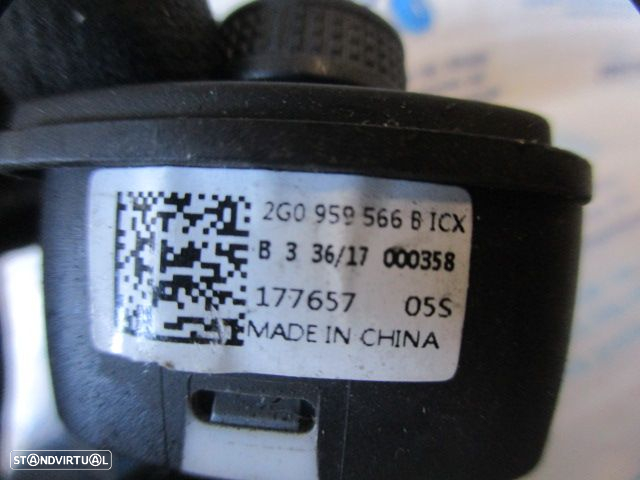 2G0 959 566 B ICX
B 3 36/17 000358
177657 05S
MADE IN CHINA
STANDVIRTUAL